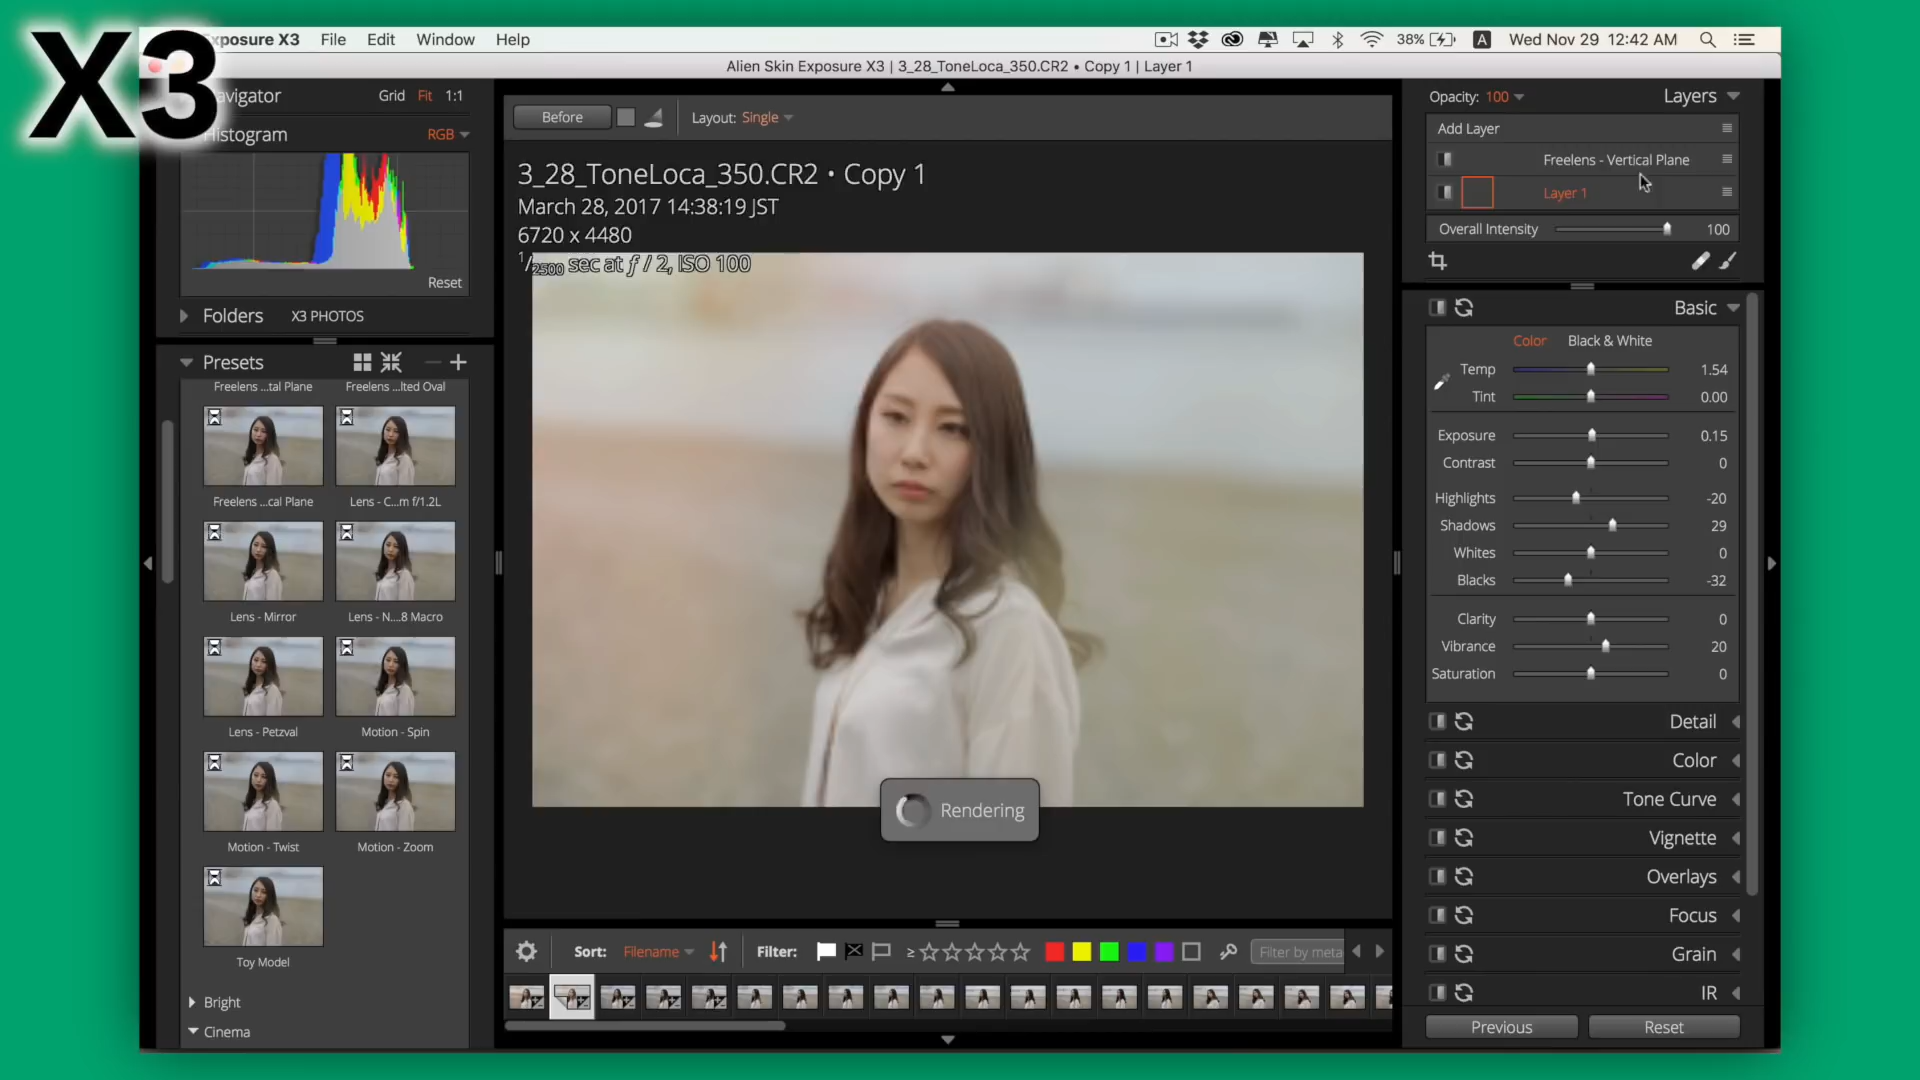 X3
Exposure X3 File Edit Window Help 38% A Wed Nov 29 12:42 AM
Alien Skin Exposure X3 | 3_28_ToneLoca_350.CR2 • Copy 1 | Layer 1
Navigator Grid Fit 1:1
Histogram RGB
Reset
Folders X3 PHOTOS
Presets
Freelens ...tal Plane Freelens ...lted Oval
Freelens ...cal Plane Lens - C...m f/1.2L
Lens - Mirror Lens - N....8 Macro
Lens - Petzval Motion - Spin
Motion - Twist Motion - Zoom
Toy Model
Bright
Cinema
Before Layout: Single
3_28_ToneLoca_350.CR2 • Copy 1
March 28, 2017 14:38:19 JST
6720 x 4480
1/2500 sec at ƒ / 2, ISO 100
Rendering
Sort: Filename Filter: ≥ Filter by meta
Opacity: 100 Layers
Add Layer
Freelens - Vertical Plane
Layer 1
Overall Intensity 100
Basic
Color Black & White
Temp 1.54
Tint 0.00
Exposure 0.15
Contrast 0
Highlights -20
Shadows 29
Whites 0
Blacks -32
Clarity 0
Vibrance 20
Saturation 0
Detail
Color
Tone Curve
Vignette
Overlays
Focus
Grain
IR
Previous Reset